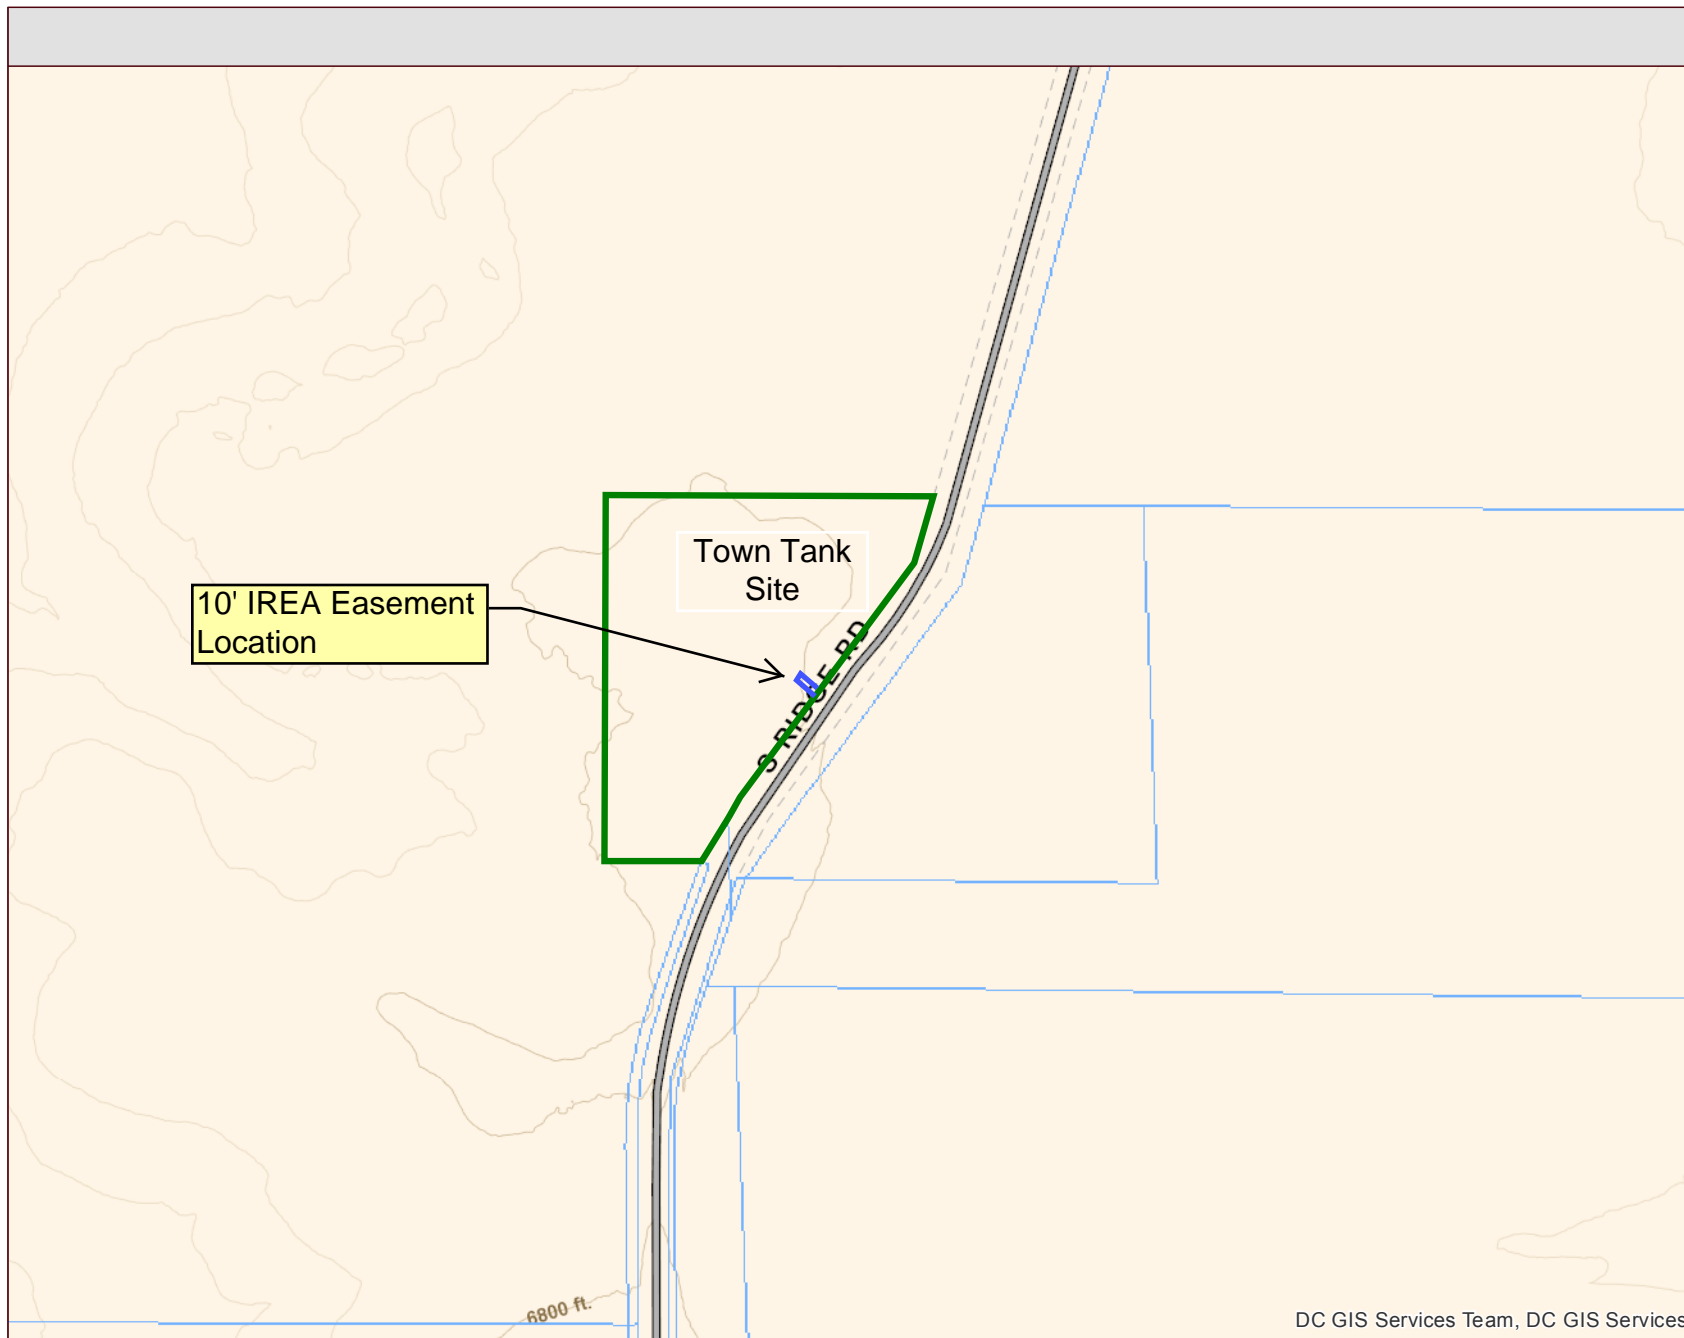 Town Tank
Site
10' IREA Easement
Location
S RIDGE RD
6800 ft.
DC GIS Services Team, DC GIS Services